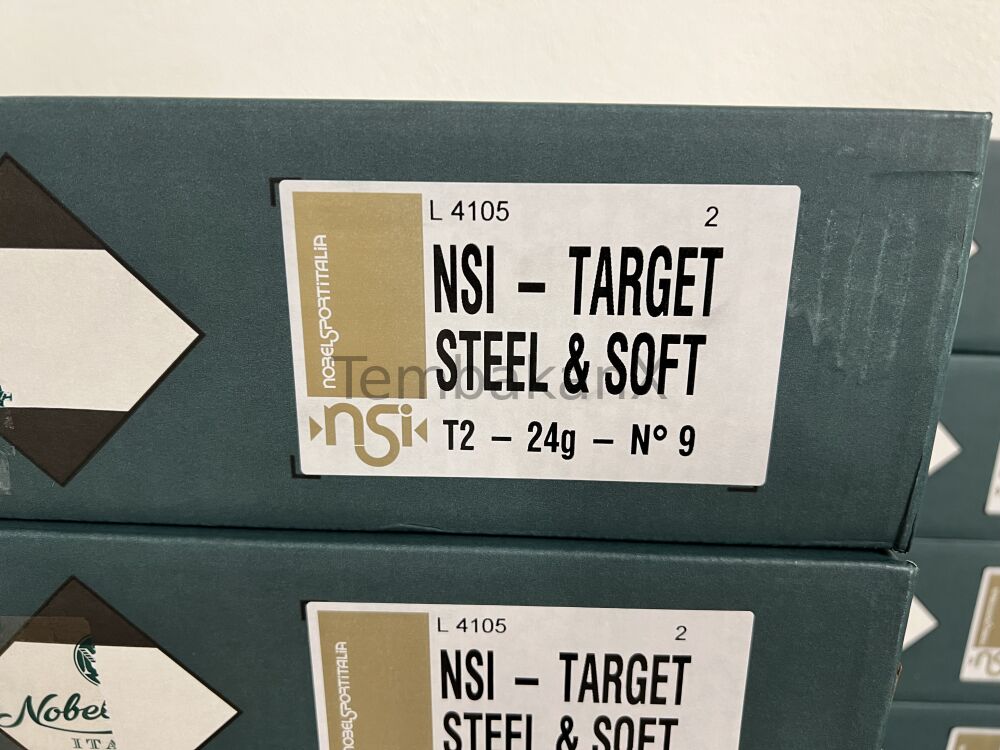 L 4105 2
NOBELSPORTITALIA
NSI – TARGET
STEEL & SOFT
TembakanX
nsi
T2 – 24g – N° 9
L 4105 2
NOBELSPORTITALIA
NSI – TARGET
STEEL & SOFT
Nobel
ITA